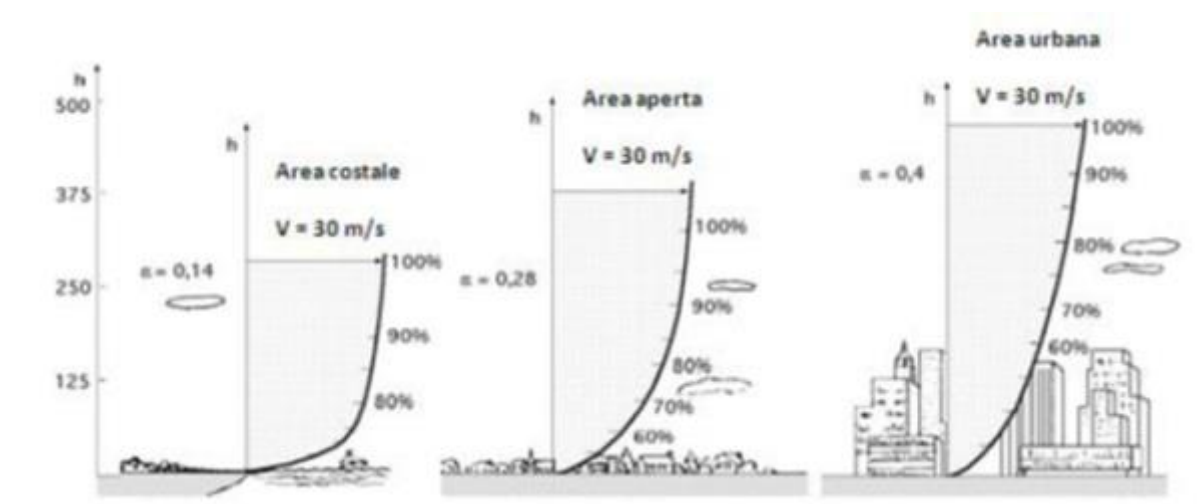 h
500
375
250
125
h
Area costale
V = 30 m/s
α = 0,14
100%
90%
80%
h
Area aperta
V = 30 m/s
α = 0,28
100%
90%
80%
70%
60%
h
Area urbana
V = 30 m/s
α = 0,4
100%
90%
80%
70%
60%